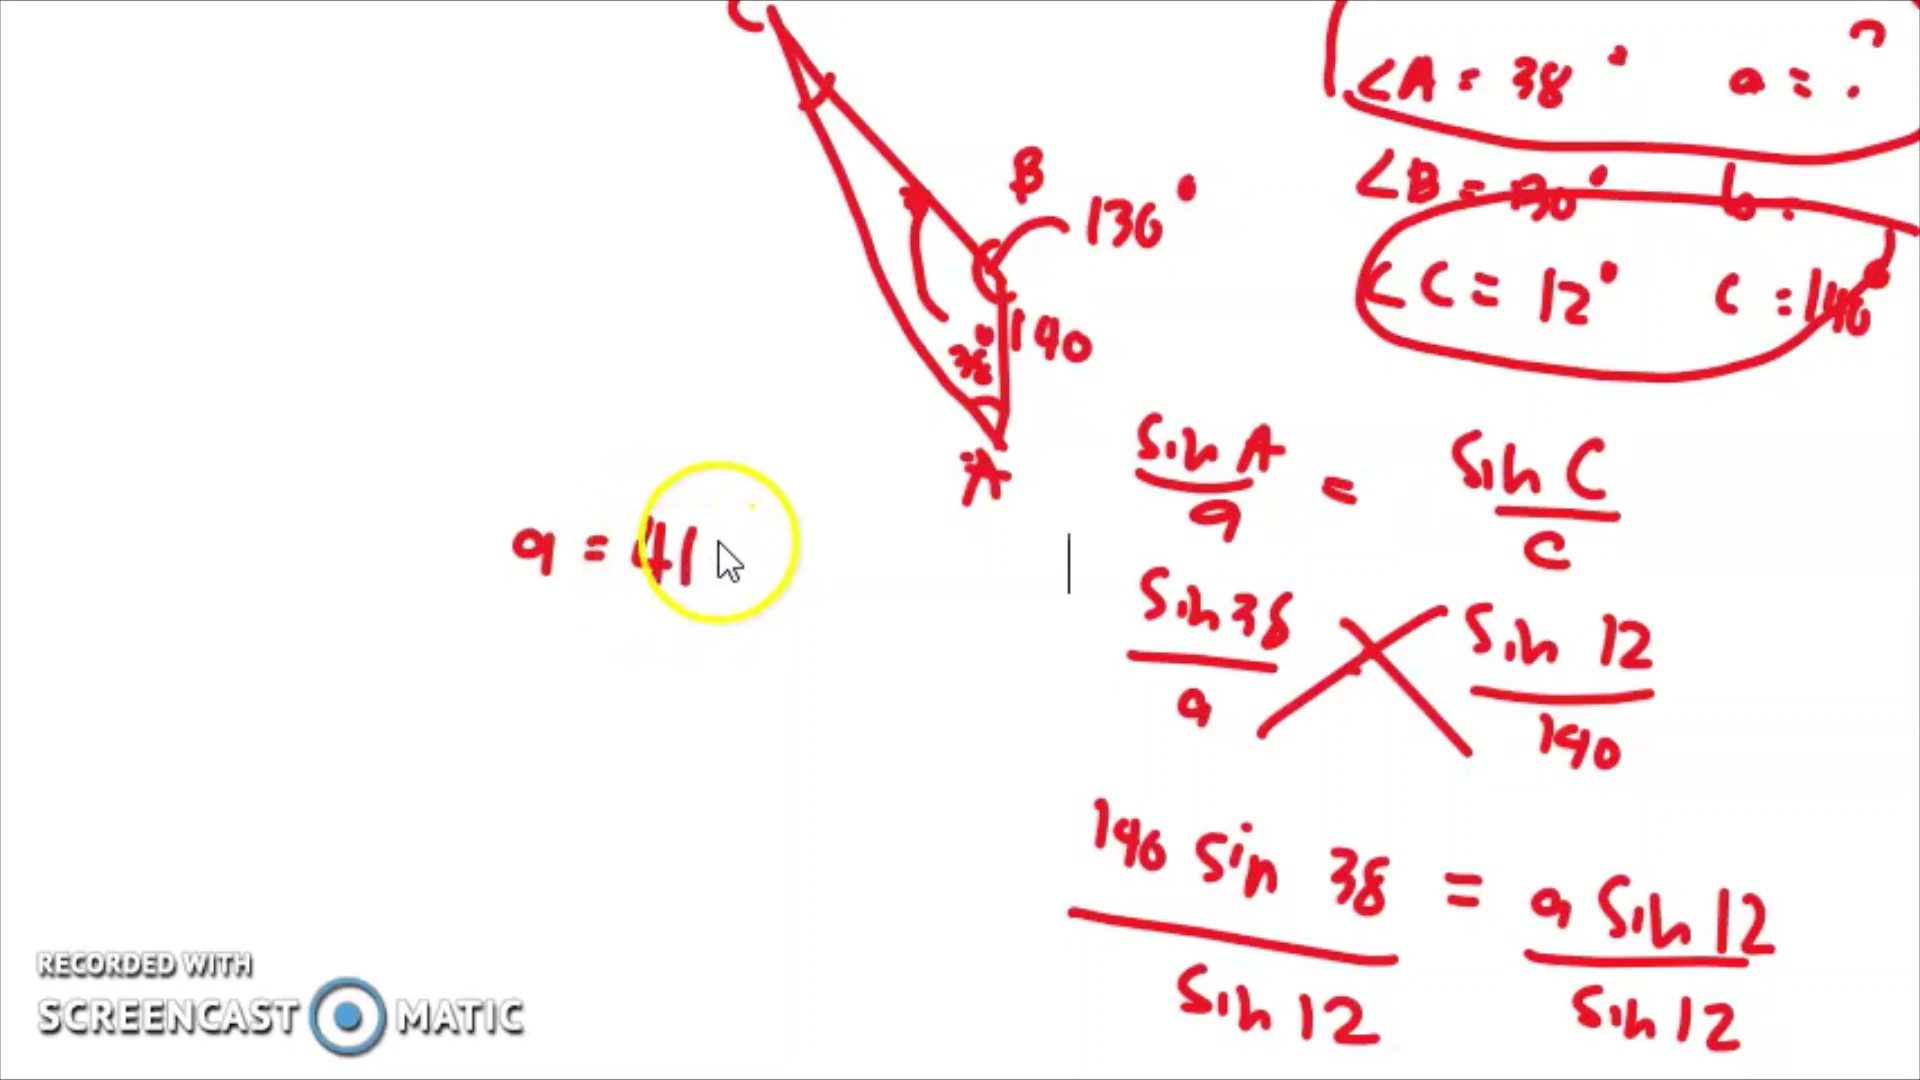 C
∠A = 38° a = ?
B
130°
∠B = 130° b =
∠C = 12° c = 140
38°
140
A
sin A / a = sin C / c
a = 41
sin 38 / a sin 12 / 140
140 sin 38 / sin 12 = a sin 12 / sin 12
RECORDED WITH
SCREENCAST MATIC